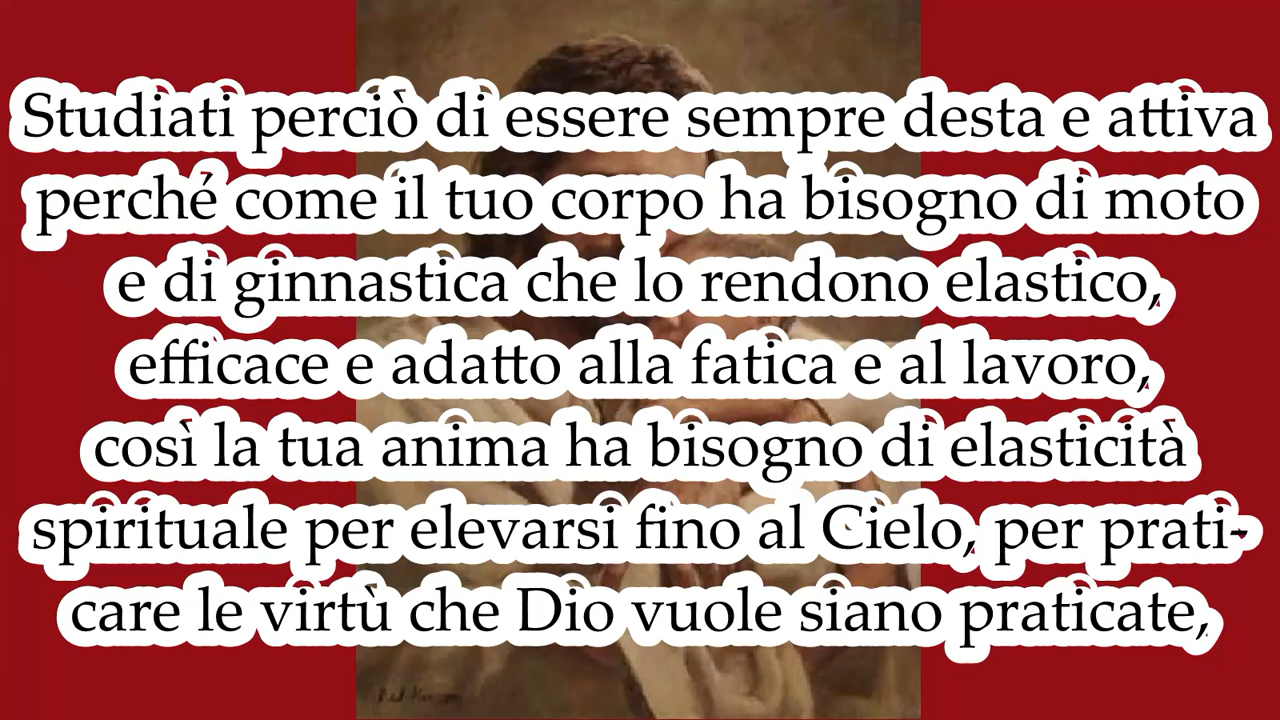 Studiati perciò di essere sempre desta e attiva
perché come il tuo corpo ha bisogno di moto
e di ginnastica che lo rendono elastico,
efficace e adatto alla fatica e al lavoro,
così la tua anima ha bisogno di elasticità
spirituale per elevarsi fino al Cielo, per prati-
care le virtù che Dio vuole siano praticate,